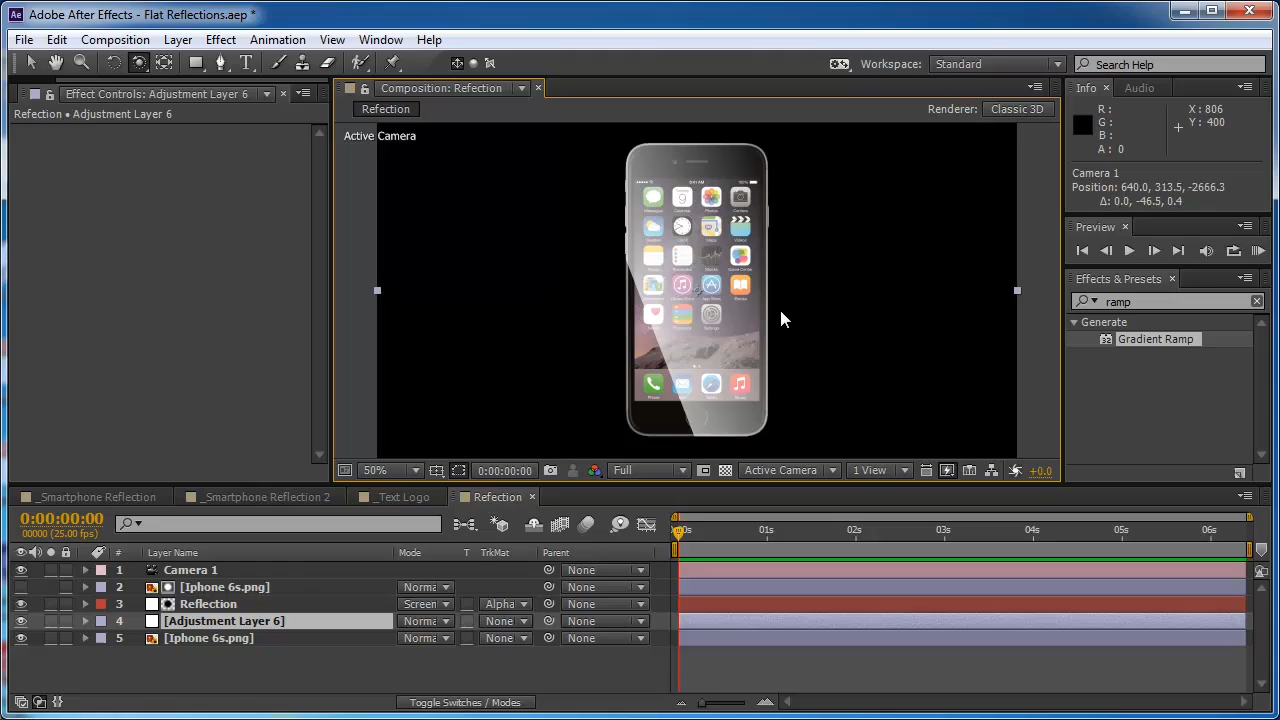 Adobe After Effects - Flat Reflections.aep *
File Edit Composition Layer Effect Animation View Window Help
Workspace: Standard Search Help
Effect Controls: Adjustment Layer 6
Refection • Adjustment Layer 6
Composition: Refection
Refection
Renderer: Classic 3D
Active Camera
Info Audio
R:
G:
B:
A: 0
X: 806
Y: 400
Camera 1
Position: 640.0, 313.5, -2666.3
Δ: 0.0, -46.5, 0.4
Preview
Effects & Presets
ramp
Generate
32 Gradient Ramp
50% 0:00:00:00 Full Active Camera 1 View +0.0
_Smartphone Reflection _Smartphone Reflection 2 _Text Logo Refection
0:00:00:00
00000 (25.00 fps)
01s 02s 03s 04s 05s 06s
# Layer Name Mode T TrkMat Parent
1 Camera 1 None
2 [Iphone 6s.png] Norma None
3 Reflection Screen Alpha None
4 [Adjustment Layer 6] Norma None None
5 [Iphone 6s.png] Norma None None
Toggle Switches / Modes